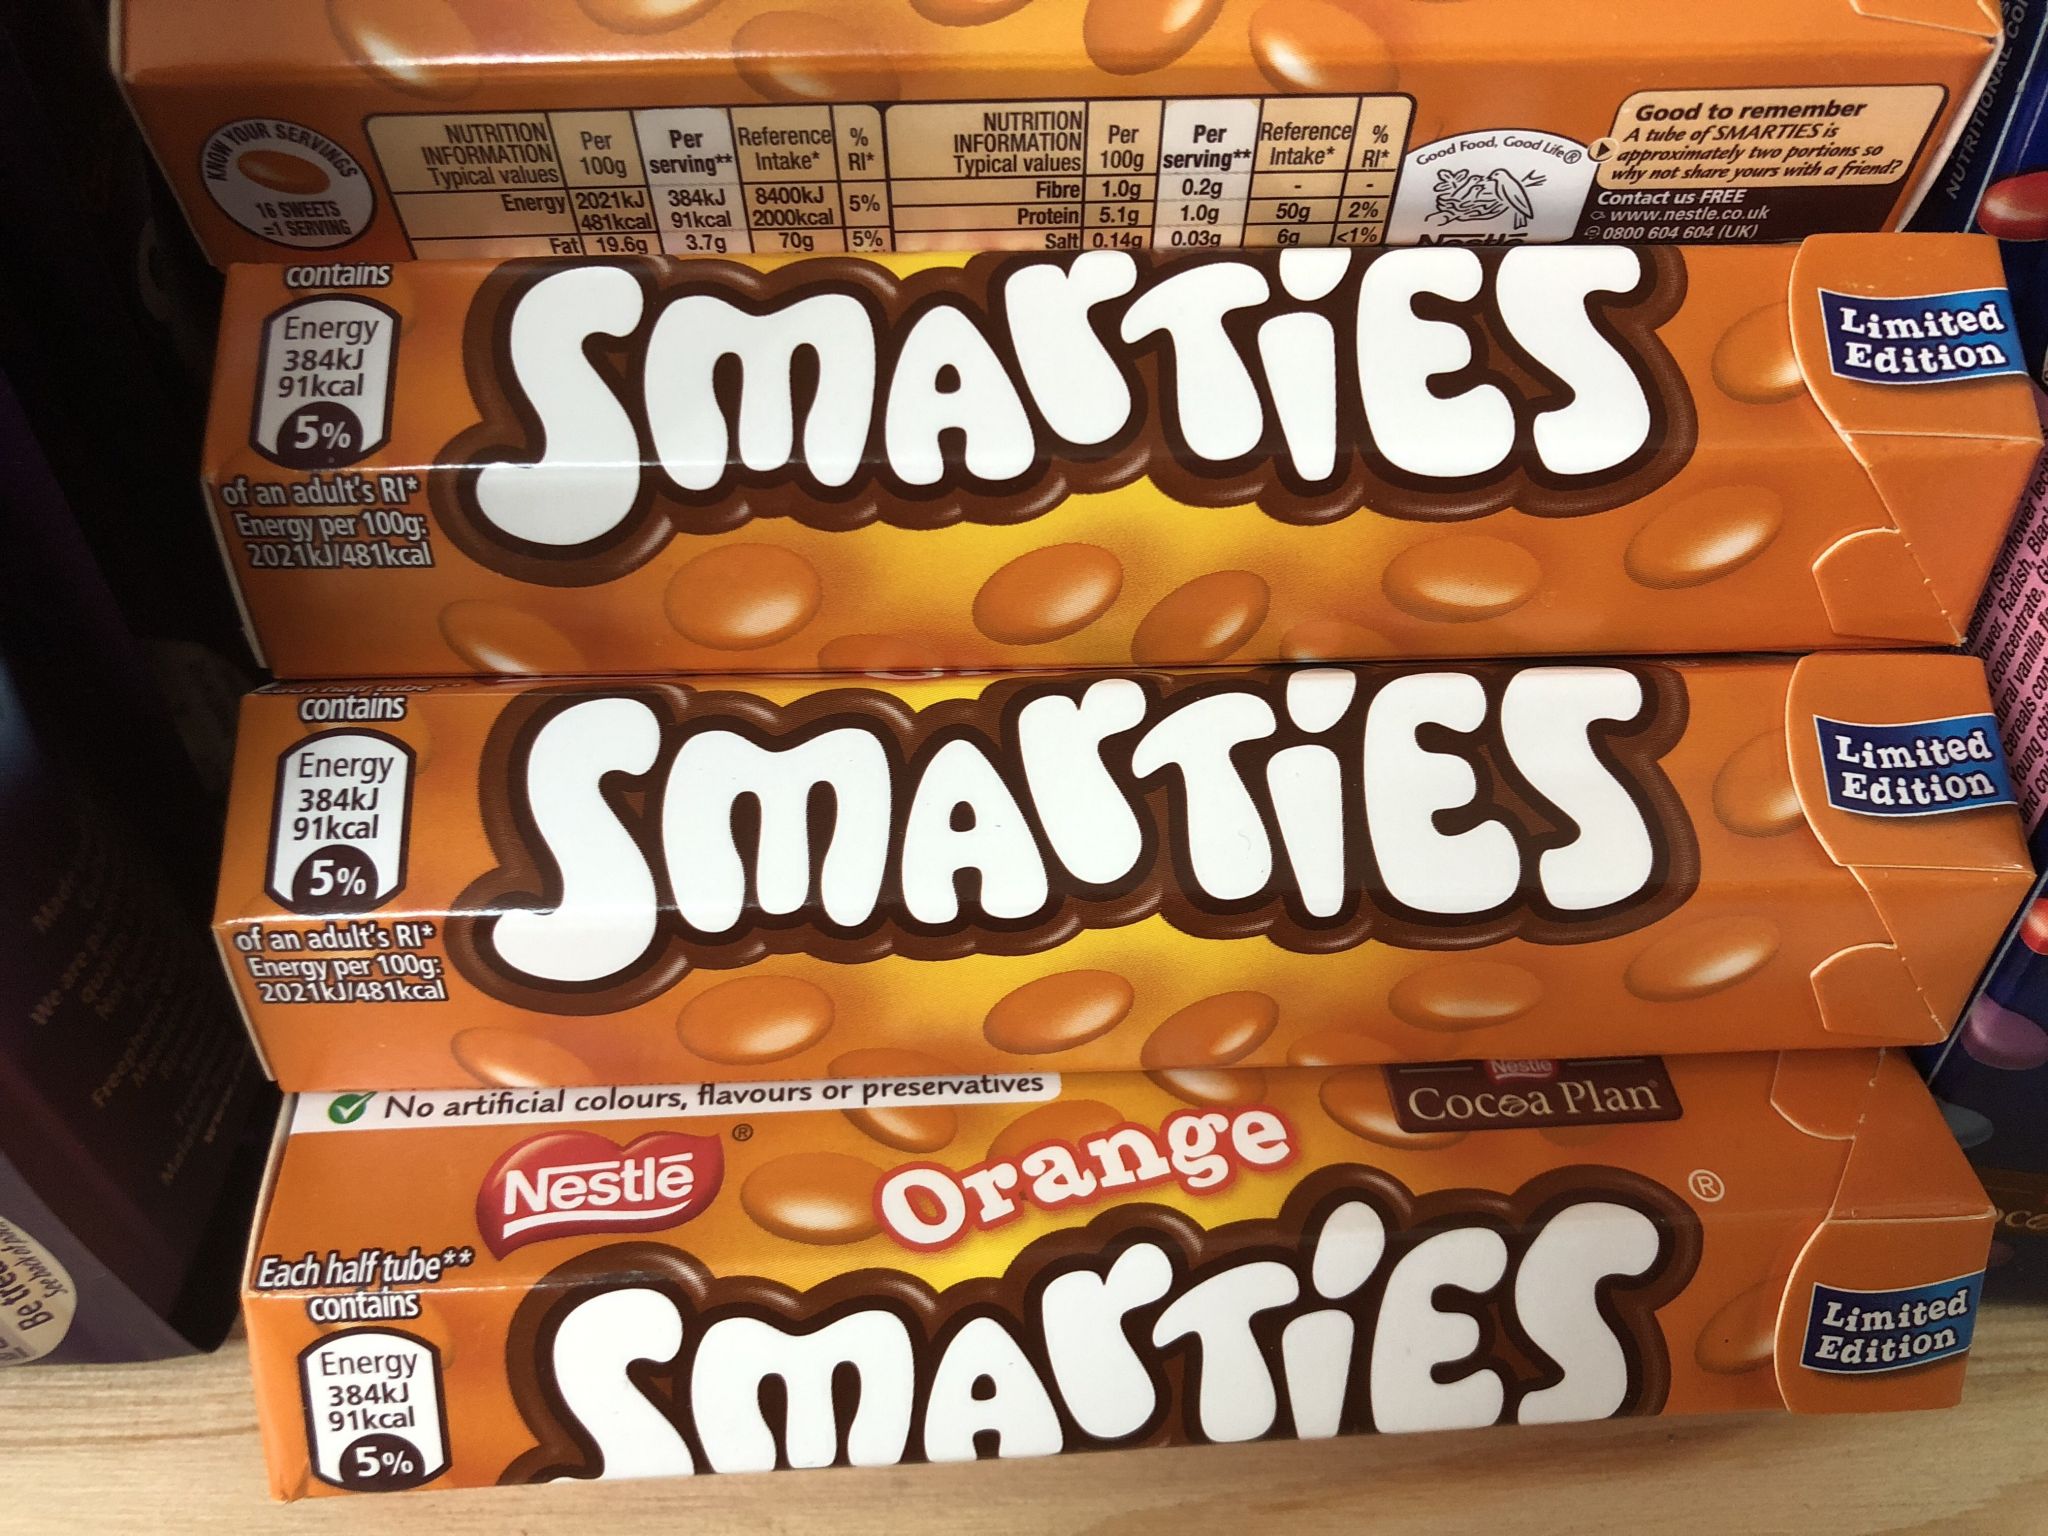 KNOW YOUR SERVINGS
16 SWEETS
=1 SERVING
NUTRITION INFORMATION Typical values Per 100g Per serving** Reference Intake* % RI*
Energy 2021kJ 384kJ 8400kJ 5%
481kcal 91kcal 2000kcal
Fat 19.6g 3.7g 70g 5%
NUTRITION INFORMATION Typical values Per 100g Per serving** Reference Intake* % RI*
Fibre 1.0g 0.2g - -
Protein 5.1g 1.0g 50g 2%
Salt 0.14g 0.03g 6g <1%
Good Food, Good Life®
Nestlé
Good to remember
A tube of SMARTIES is
approximately two portions so
why not share yours with a friend?
Contact us FREE
www.nestle.co.uk
0800 604 604 (UK)
NUTRITIONAL
contains
Energy
384kJ
91kcal
5%
of an adult's RI*
Energy per 100g:
2021kJ/481kcal
SMARTIES
Limited
Edition
contains
Energy
384kJ
91kcal
5%
of an adult's RI*
Energy per 100g:
2021kJ/481kcal
SMARTIES
Limited
Edition
No artificial colours, flavours or preservatives
Nestlé
Cocoa Plan
Nestlé®
Orange
SMARTIES®
Each half tube**
contains
Energy
384kJ
91kcal
5%
Limited
Edition